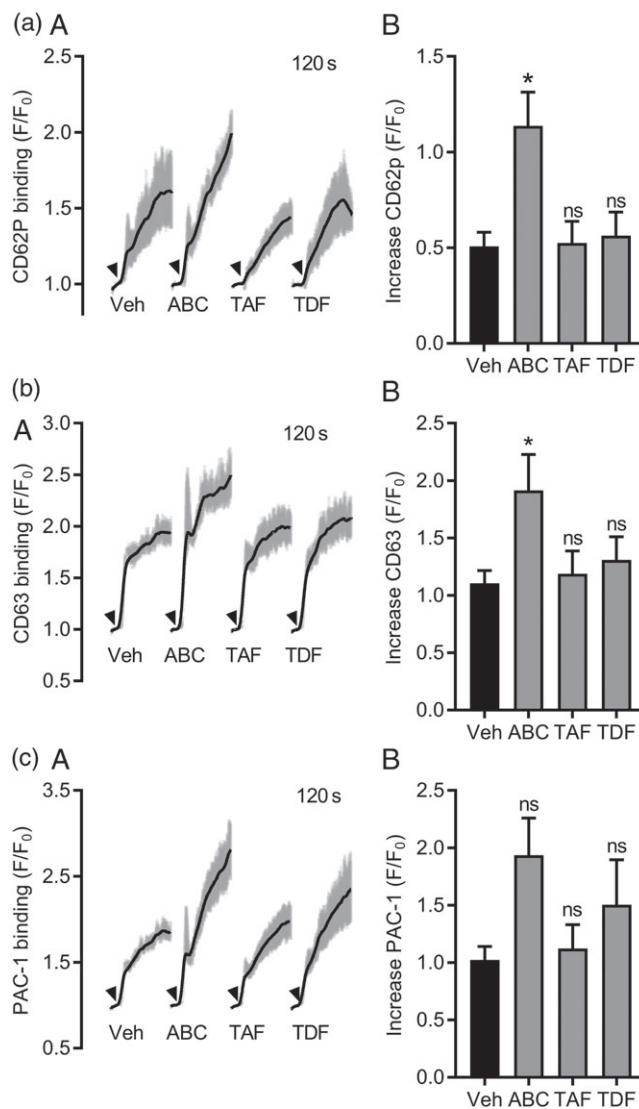 (a) A
CD62P binding (F/F₀)
2.5
2.0
1.5
1.0
120 s
Veh ABC TAF TDF
B
Increase CD62p (F/F₀)
1.5
1.0
0.5
0.0
*
ns
ns
Veh ABC TAF TDF
(b)
A
CD63 binding (F/F₀)
3.0
2.5
2.0
1.5
1.0
0.5
120 s
Veh ABC TAF TDF
B
Increase CD63 (F/F₀)
2.5
2.0
1.5
1.0
0.5
0.0
*
ns
ns
Veh ABC TAF TDF
(c) A
PAC-1 binding (F/F₀)
3.5
2.5
1.5
0.5
120 s
Veh ABC TAF TDF
B
Increase PAC-1 (F/F₀)
2.5
2.0
1.5
1.0
0.5
0.0
ns
ns
ns
Veh ABC TAF TDF